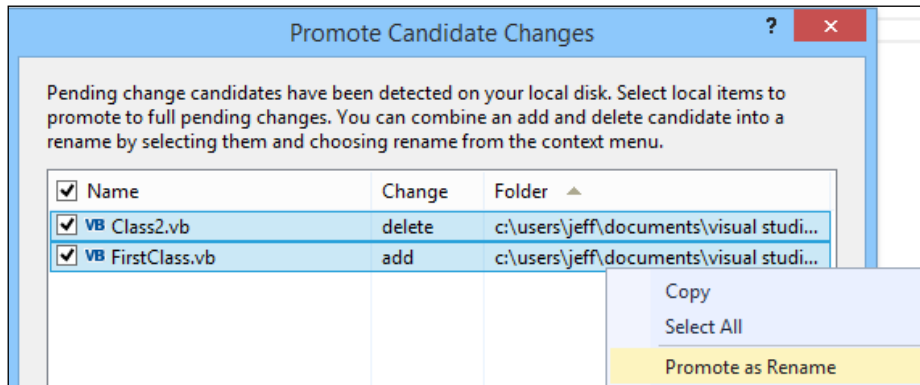 Promote Candidate Changes
? ×
Pending change candidates have been detected on your local disk. Select local items to
promote to full pending changes. You can combine an add and delete candidate into a
rename by selecting them and choosing rename from the context menu.
Name Change Folder
VB Class2.vb delete c:\users\jeff\documents\visual studi...
VB FirstClass.vb add c:\users\jeff\documents\visual studi...
Copy
Select All
Promote as Rename